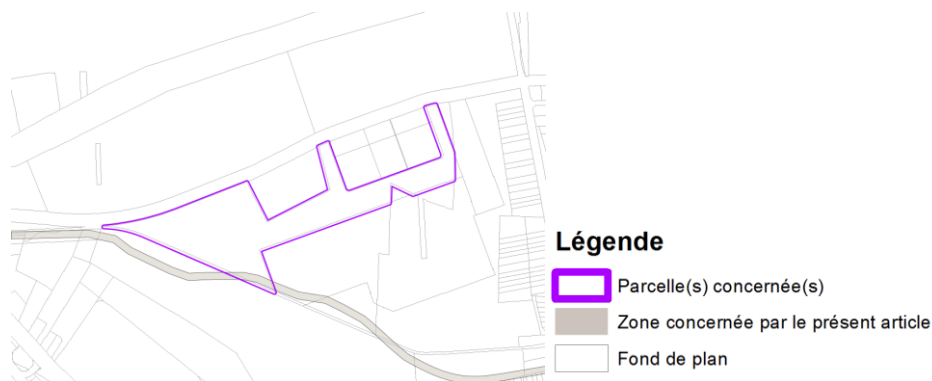 Légende
Parcelle(s) concernée(s)
Zone concernée par le présent article
Fond de plan